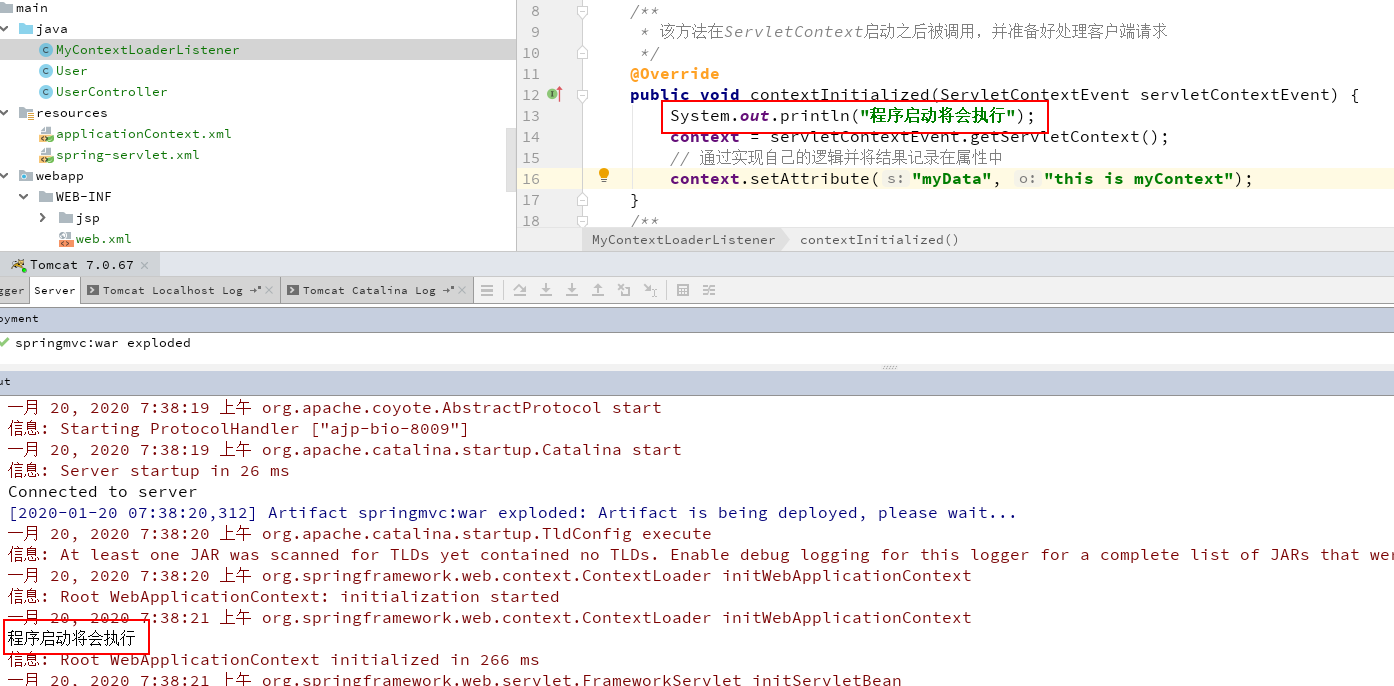 main
java
MyContextLoaderListener
User
UserController
resources
applicationContext.xml
spring-servlet.xml
webapp
WEB-INF
jsp
web.xml
8 /**
9 * 该方法在ServletContext启动之后被调用，并准备好处理客户端请求
10 */
11 @Override
12 public void contextInitialized(ServletContextEvent servletContextEvent) {
13 System.out.println("程序启动将会执行");
14 context = servletContextEvent.getServletContext();
15 // 通过实现自己的逻辑并将结果记录在属性中
16 context.setAttribute( s: "myData", o: "this is myContext");
17 }
18 /**
MyContextLoaderListener contextInitialized()
Tomcat 7.0.67
gger Server Tomcat Localhost Log Tomcat Catalina Log
oyment
springmvc:war exploded
ut
一月 20, 2020 7:38:19 上午 org.apache.coyote.AbstractProtocol start
信息: Starting ProtocolHandler ["ajp-bio-8009"]
一月 20, 2020 7:38:19 上午 org.apache.catalina.startup.Catalina start
信息: Server startup in 26 ms
Connected to server
[2020-01-20 07:38:20,312] Artifact springmvc:war exploded: Artifact is being deployed, please wait...
一月 20, 2020 7:38:20 上午 org.apache.catalina.startup.TldConfig execute
信息: At least one JAR was scanned for TLDs yet contained no TLDs. Enable debug logging for this logger for a complete list of JARs that wer
一月 20, 2020 7:38:20 上午 org.springframework.web.context.ContextLoader initWebApplicationContext
信息: Root WebApplicationContext: initialization started
一月 20, 2020 7:38:21 上午 org.springframework.web.context.ContextLoader initWebApplicationContext
程序启动将会执行
信息: Root WebApplicationContext initialized in 266 ms
一月 20, 2020 7:38:21 上午 org.springframework.web.servlet.FrameworkServlet initServletBean